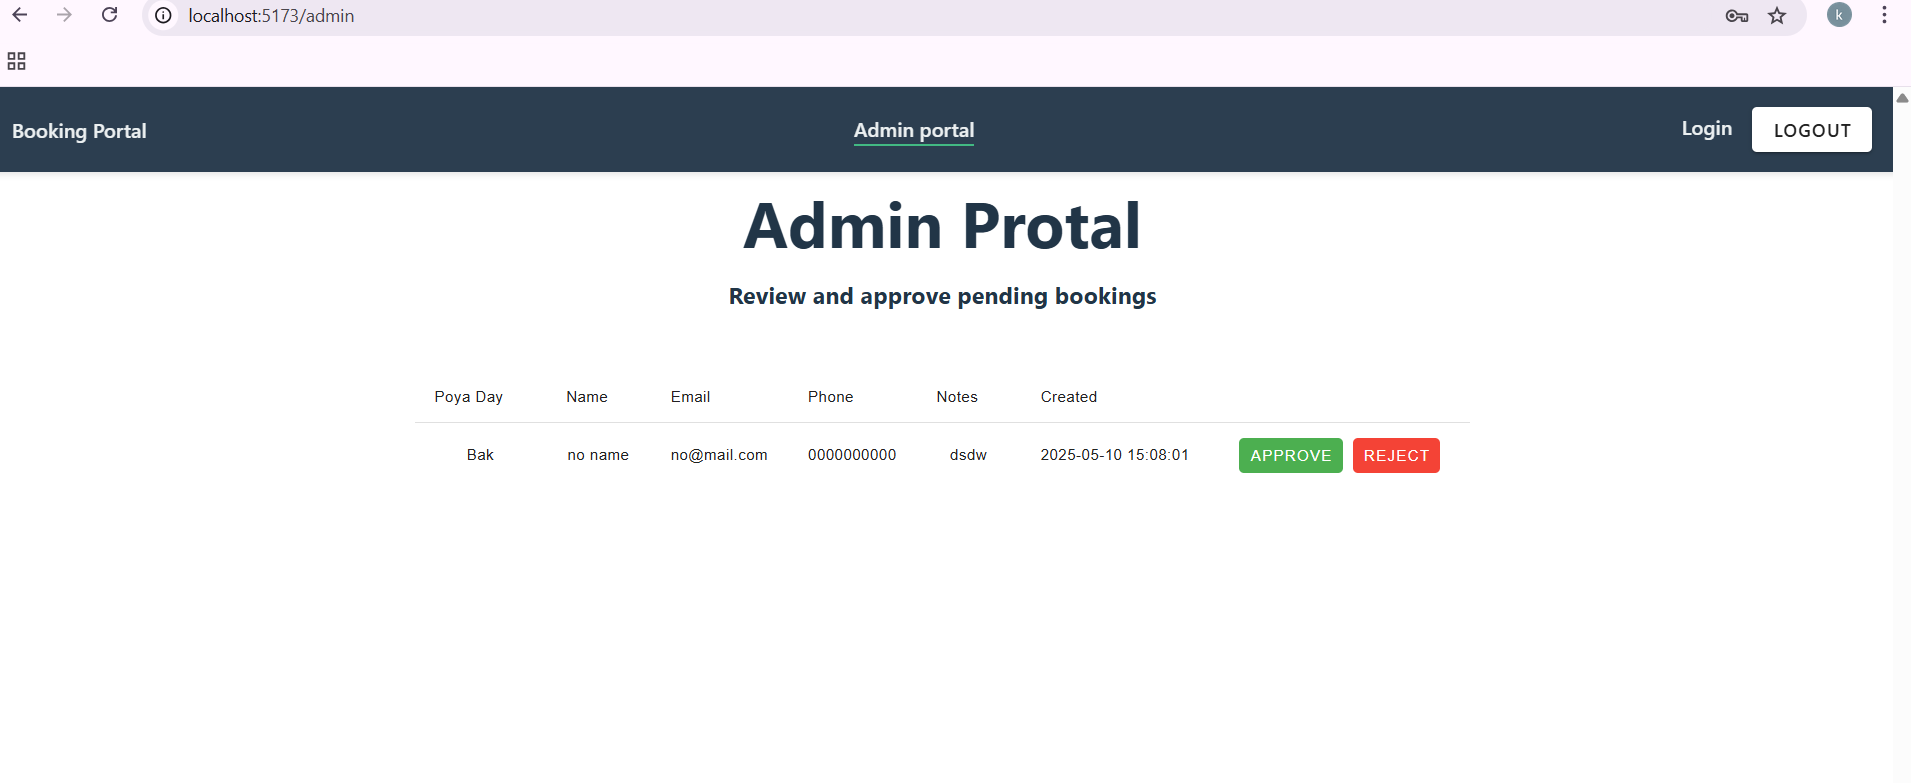 localhost:5173/admin
k
Booking Portal Admin portal Login LOGOUT
Admin Protal
Review and approve pending bookings
Poya Day Name Email Phone Notes Created
Bak no name no@mail.com 0000000000 dsdw 2025-05-10 15:08:01 APPROVE REJECT